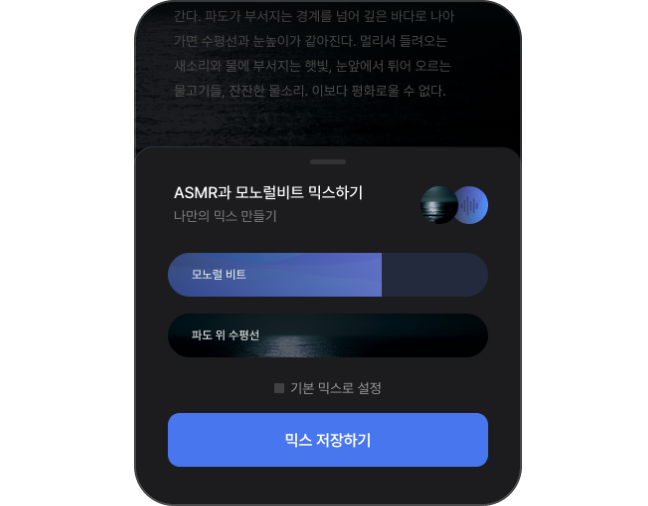 간다. 파도가 부서지는 경계를 넘어 깊은 바다로 나아
가면 수평선과 눈높이가 같아진다. 멀리서 들려오는
새소리와 물에 부서지는 햇빛, 눈앞에서 튀어 오르는
물고기들, 잔잔한 물소리. 이보다 평화로울 수 없다.
ASMR과 모노럴비트 믹스하기
나만의 믹스 만들기
모노럴 비트
파도 위 수평선
기본 믹스로 설정
믹스 저장하기